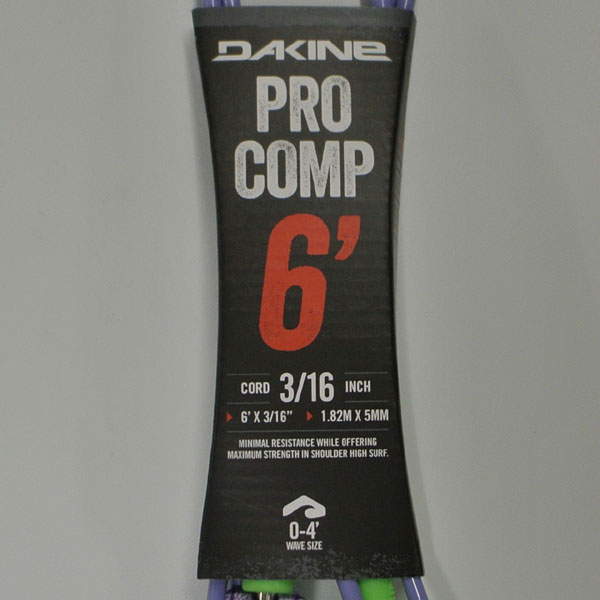 DAKINE
PRO
COMP
6'
CORD 3/16 INCH
6' X 3/16" 1.82M X 5MM
MINIMAL RESISTANCE WHILE OFFERING
MAXIMUM STRENGTH IN SHOULDER HIGH SURF.
0-4'
WAVE SIZE